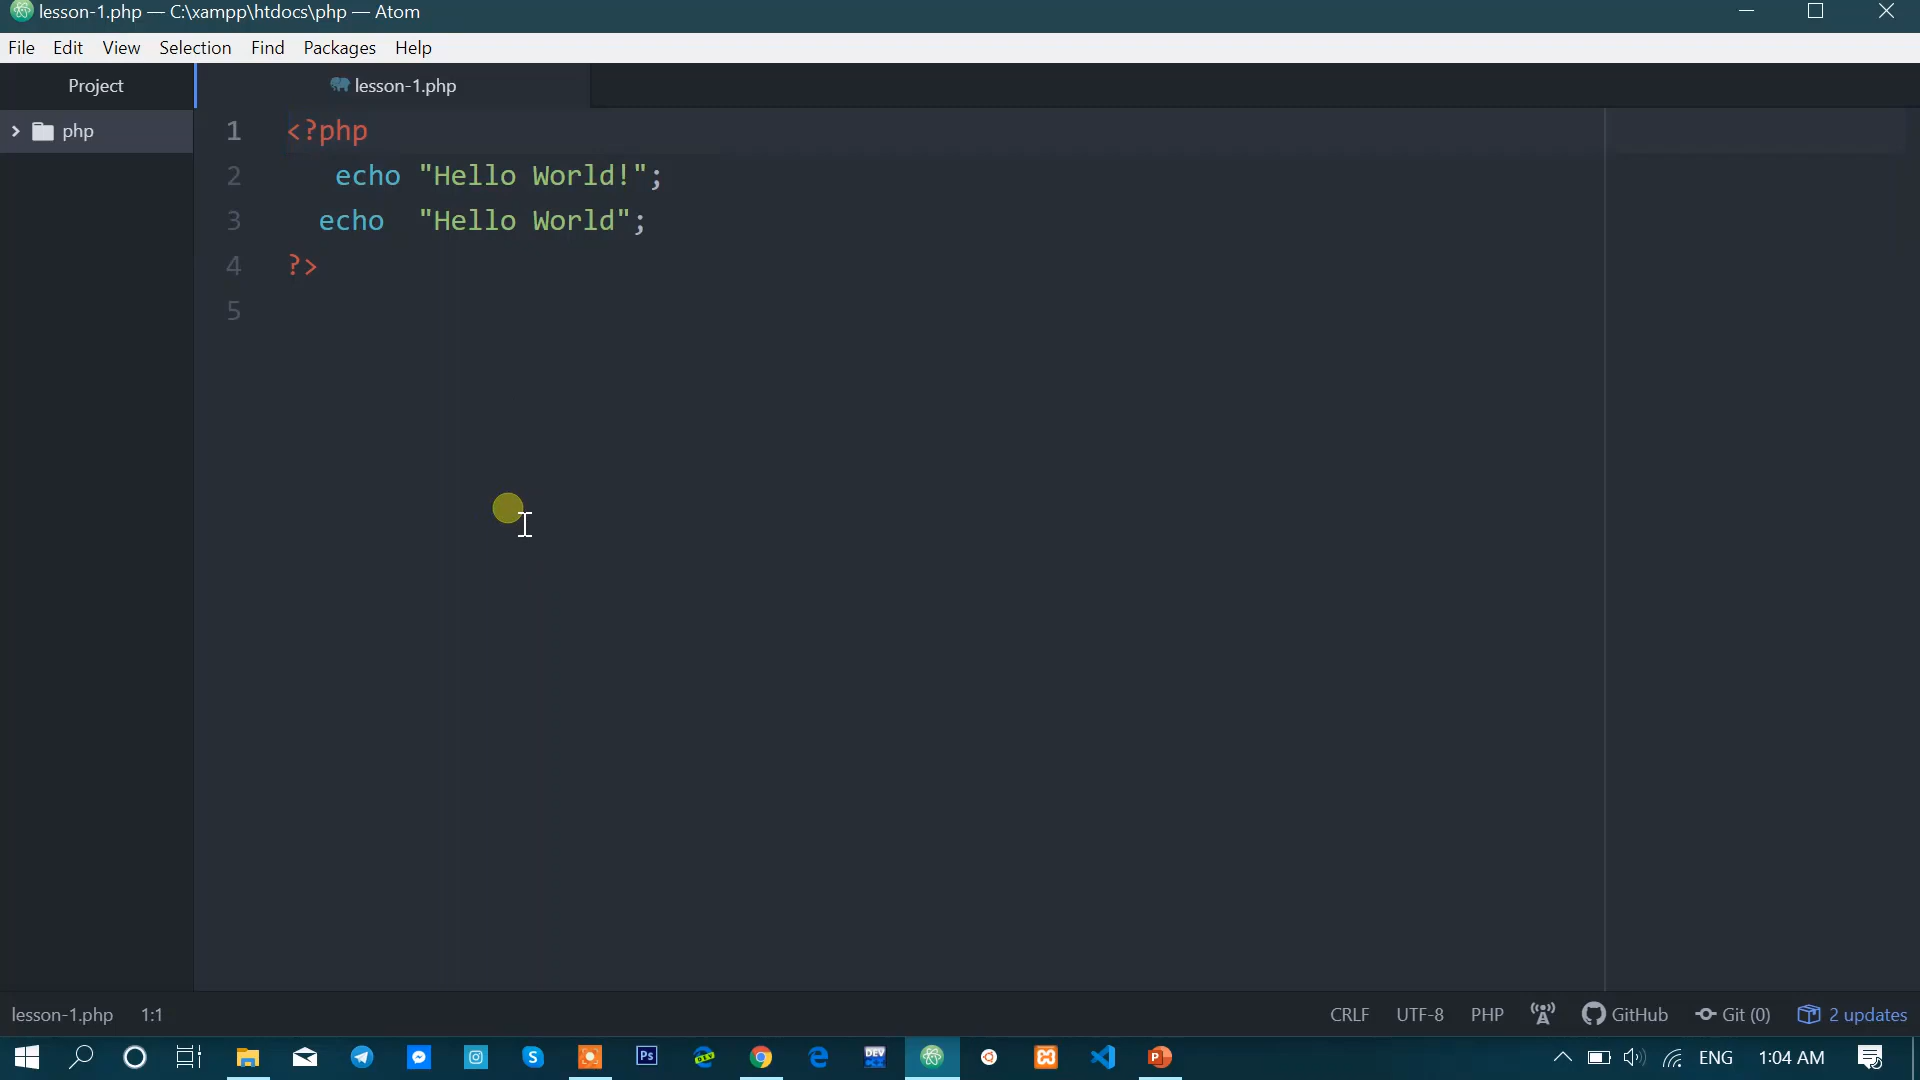 lesson-1.php — C:\xampp\htdocs\php — Atom
File Edit View Selection Find Packages Help
Project
lesson-1.php
php
1 <?php
2    echo "Hello World!";
3   echo  "Hello World";
4 ?>
5
lesson-1.php 1:1 CRLF UTF-8 PHP GitHub Git (0) 2 updates
Ps DEV P ENG 1:04 AM